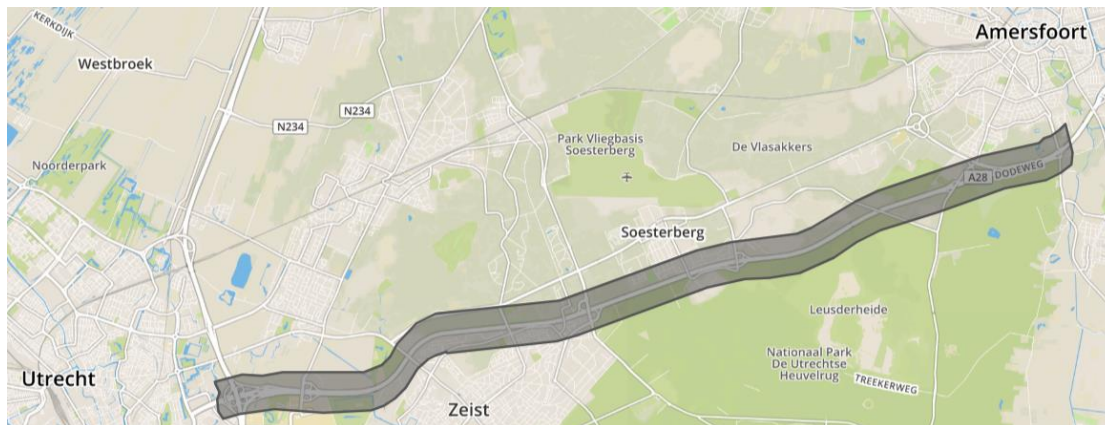 KERKDIJK
Westbroek
Amersfoort
N234
N234
Park Vliegbasis
Soesterberg
De Vlasakkers
Noorderpark
A28
DODEWEG
Soesterberg
Leusderheide
Nationaal Park
De Utrechtse
Heuvelrug
TREEKERWEG
Utrecht
Zeist